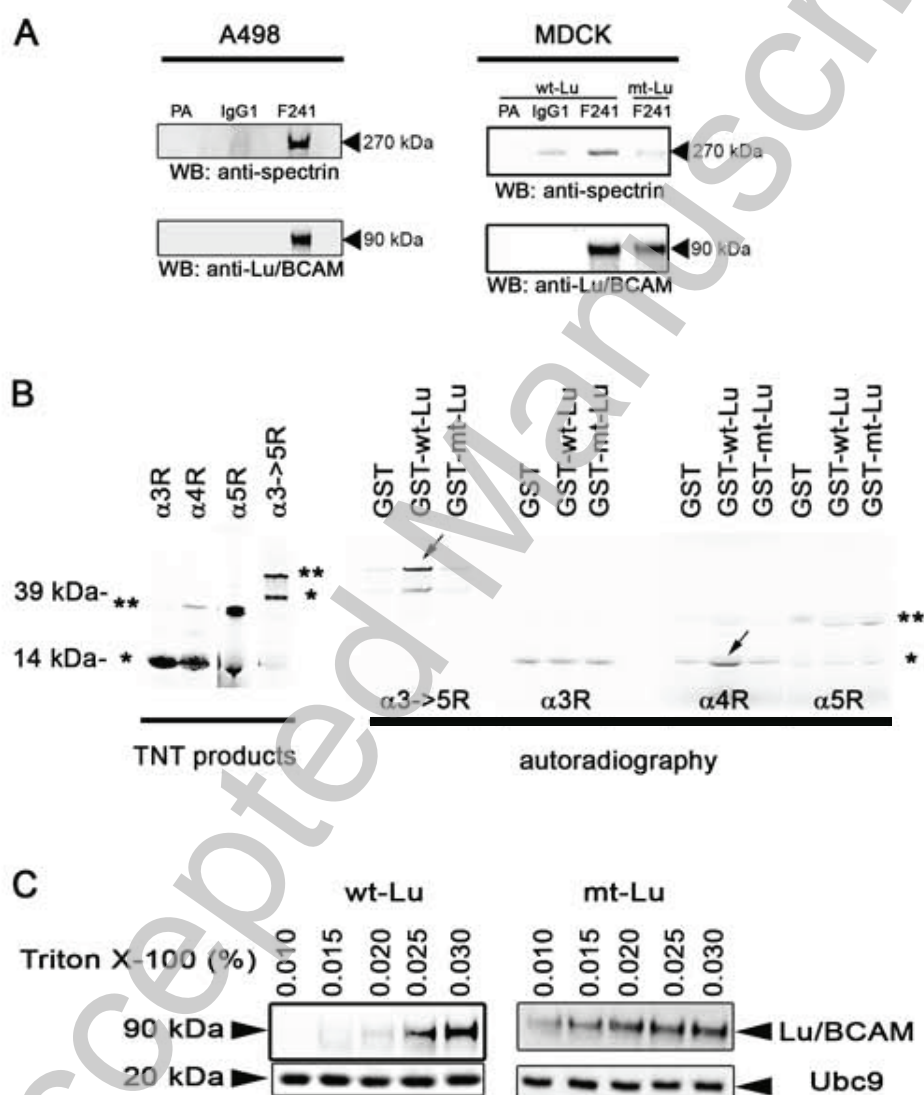 A
A498
MDCK
wt-Lu
mt-Lu
PA IgG1 F241
PA IgG1 F241 F241
270 kDa
270 kDa
WB: anti-spectrin
WB: anti-spectrin
90 kDa
90 kDa
WB: anti-Lu/BCAM
WB: anti-Lu/BCAM
B
α3R
α4R
α5R
α3->5R
GST
GST-wt-Lu
GST-mt-Lu
GST
GST-wt-Lu
GST-mt-Lu
GST
GST-wt-Lu
GST-mt-Lu
GST
GST-wt-Lu
GST-mt-Lu
39 kDa-
**
**
*
**
14 kDa- *
*
α3->5R
α3R
α4R
α5R
TNT products
autoradiography
C
wt-Lu
mt-Lu
Triton X-100 (%)
0.010
0.015
0.020
0.025
0.030
0.010
0.015
0.020
0.025
0.030
90 kDa
Lu/BCAM
20 kDa
Ubc9
ccepted Manuscri